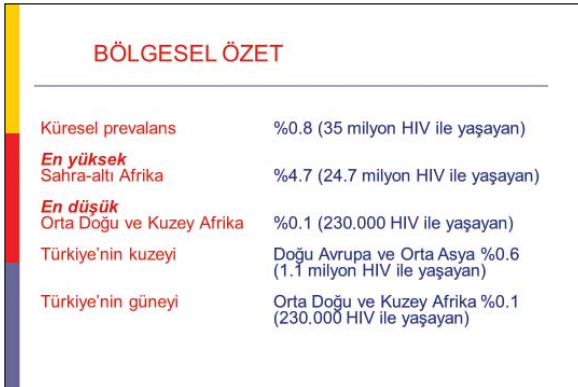 BÖLGESEL ÖZET
Küresel prevalans %0.8 (35 milyon HIV ile yaşayan)
En yüksek
Sahra-altı Afrika %4.7 (24.7 milyon HIV ile yaşayan)
En düşük
Orta Doğu ve Kuzey Afrika %0.1 (230.000 HIV ile yaşayan)
Türkiye'nin kuzeyi Doğu Avrupa ve Orta Asya %0.6
(1.1 milyon HIV ile yaşayan)
Türkiye'nin güneyi Orta Doğu ve Kuzey Afrika %0.1
(230.000 HIV ile yaşayan)